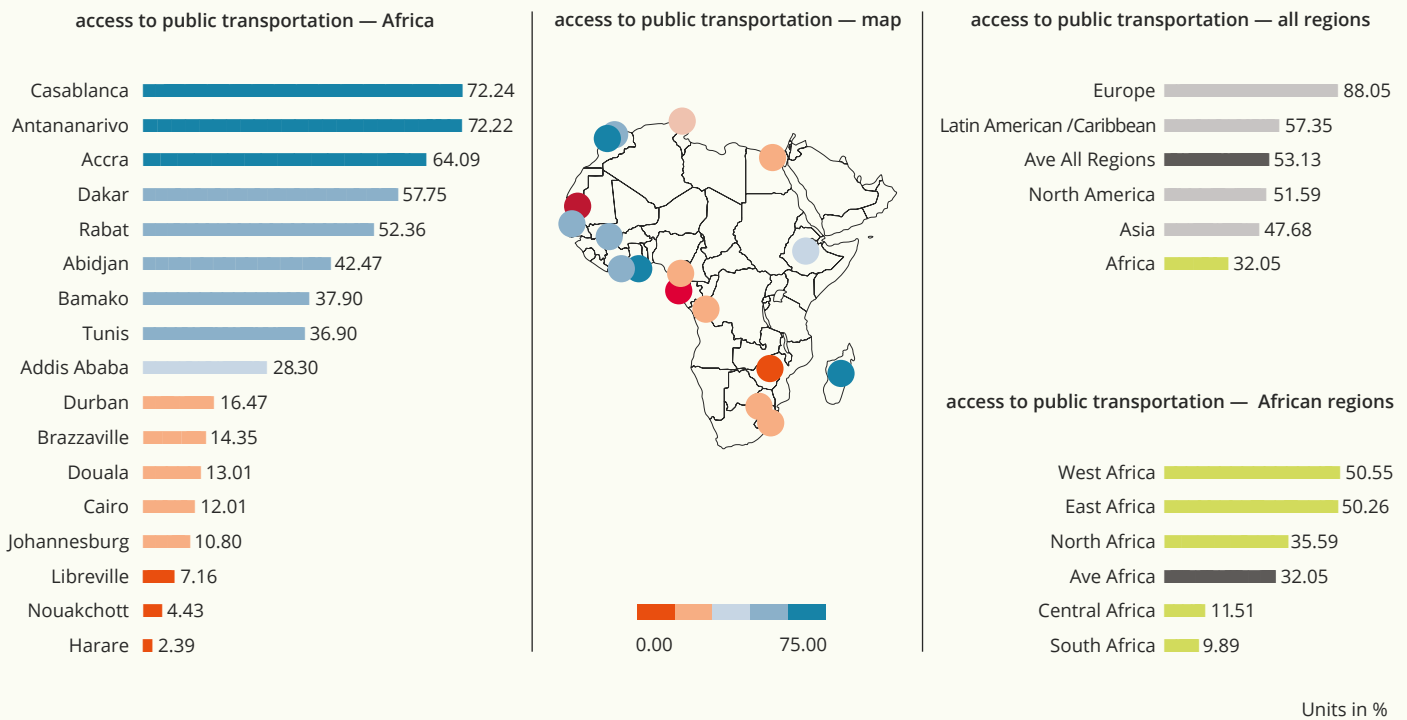 access to public transportation — Africa
Casablanca 72.24
Antananarivo 72.22
Accra 64.09
Dakar 57.75
Rabat 52.36
Abidjan 42.47
Bamako 37.90
Tunis 36.90
Addis Ababa 28.30
Durban 16.47
Brazzaville 14.35
Douala 13.01
Cairo 12.01
Johannesburg 10.80
Libreville 7.16
Nouakchott 4.43
Harare 2.39
access to public transportation — map
0.00 75.00
access to public transportation — all regions
Europe 88.05
Latin American /Caribbean 57.35
Ave All Regions 53.13
North America 51.59
Asia 47.68
Africa 32.05
access to public transportation — African regions
West Africa 50.55
East Africa 50.26
North Africa 35.59
Ave Africa 32.05
Central Africa 11.51
South Africa 9.89
Units in %